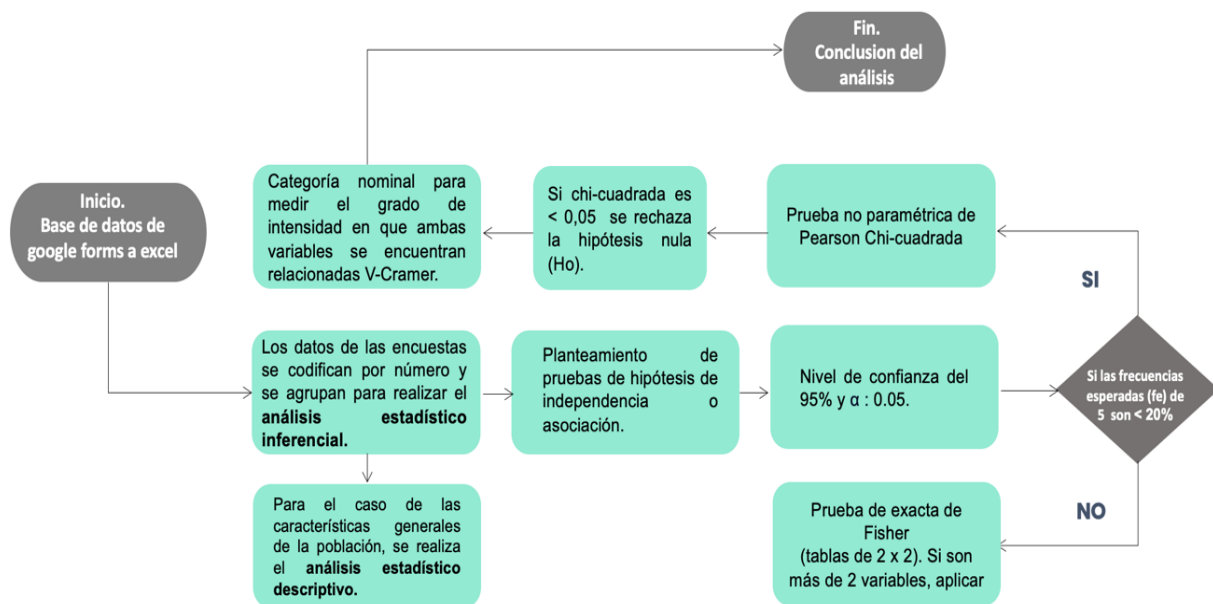 Fin.
Conclusion del
análisis
Inicio.
Base de datos de
google forms a excel
Categoría nominal para
medir el grado de
intensidad en que ambas
variables se encuentran
relacionadas V-Cramer.
Si chi-cuadrada es
< 0,05 se rechaza
la hipótesis nula
(Ho).
Prueba no paramétrica de
Pearson Chi-cuadrada
SI
Los datos de las encuestas
se codifican por número y
se agrupan para realizar el
análisis estadístico
inferencial.
Planteamiento de
pruebas de hipótesis de
independencia o
asociación.
Nivel de confianza del
95% y α : 0.05.
Si las frecuencias
esperadas (fe) de
5 son < 20%
NO
Para el caso de las
características generales
de la población, se realiza
el análisis estadístico
descriptivo.
Prueba de exacta de
Fisher
(tablas de 2 x 2). Si son
más de 2 variables, aplicar